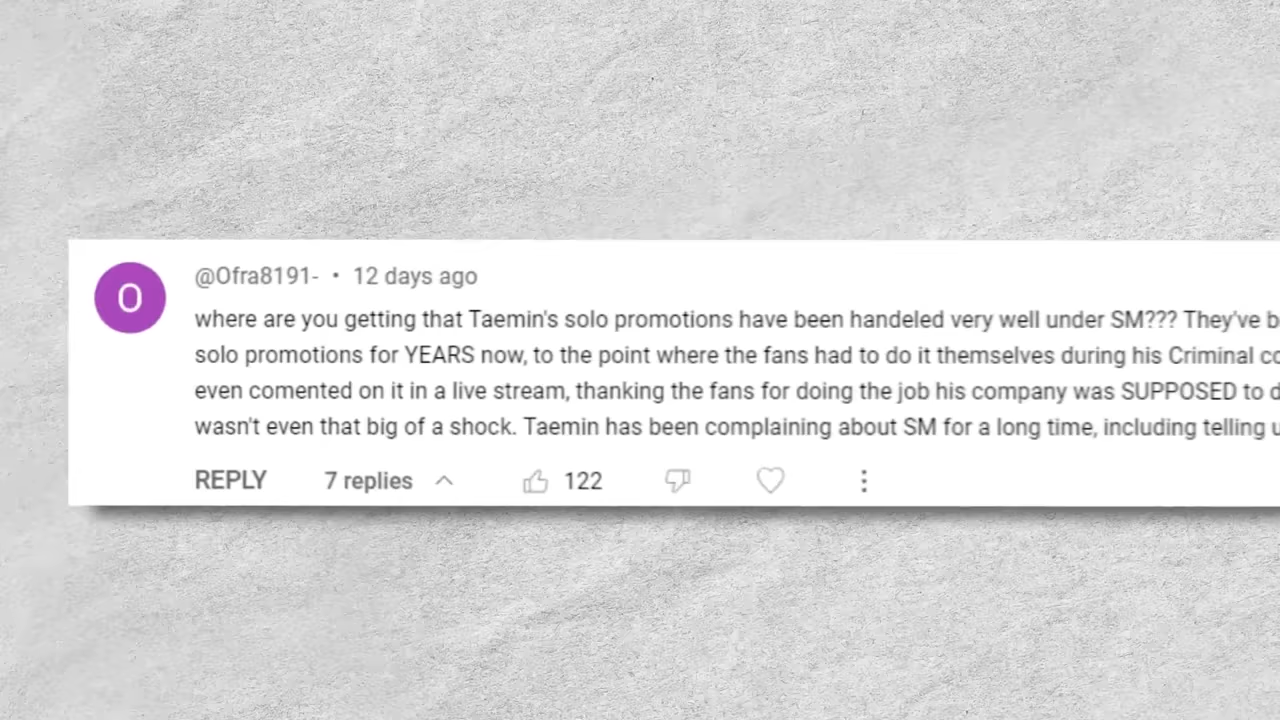 O
@Ofra8191- • 12 days ago
where are you getting that Taemin's solo promotions have been handeled very well under SM??? They've
solo promotions for YEARS now, to the point where the fans had to do it themselves during his Criminal
even comented on it in a live stream, thanking the fans for doing the job his company was SUPPOSED to
wasn't even that big of a shock. Taemin has been complaining about SM for a long time, including telling
REPLY 7 replies 122